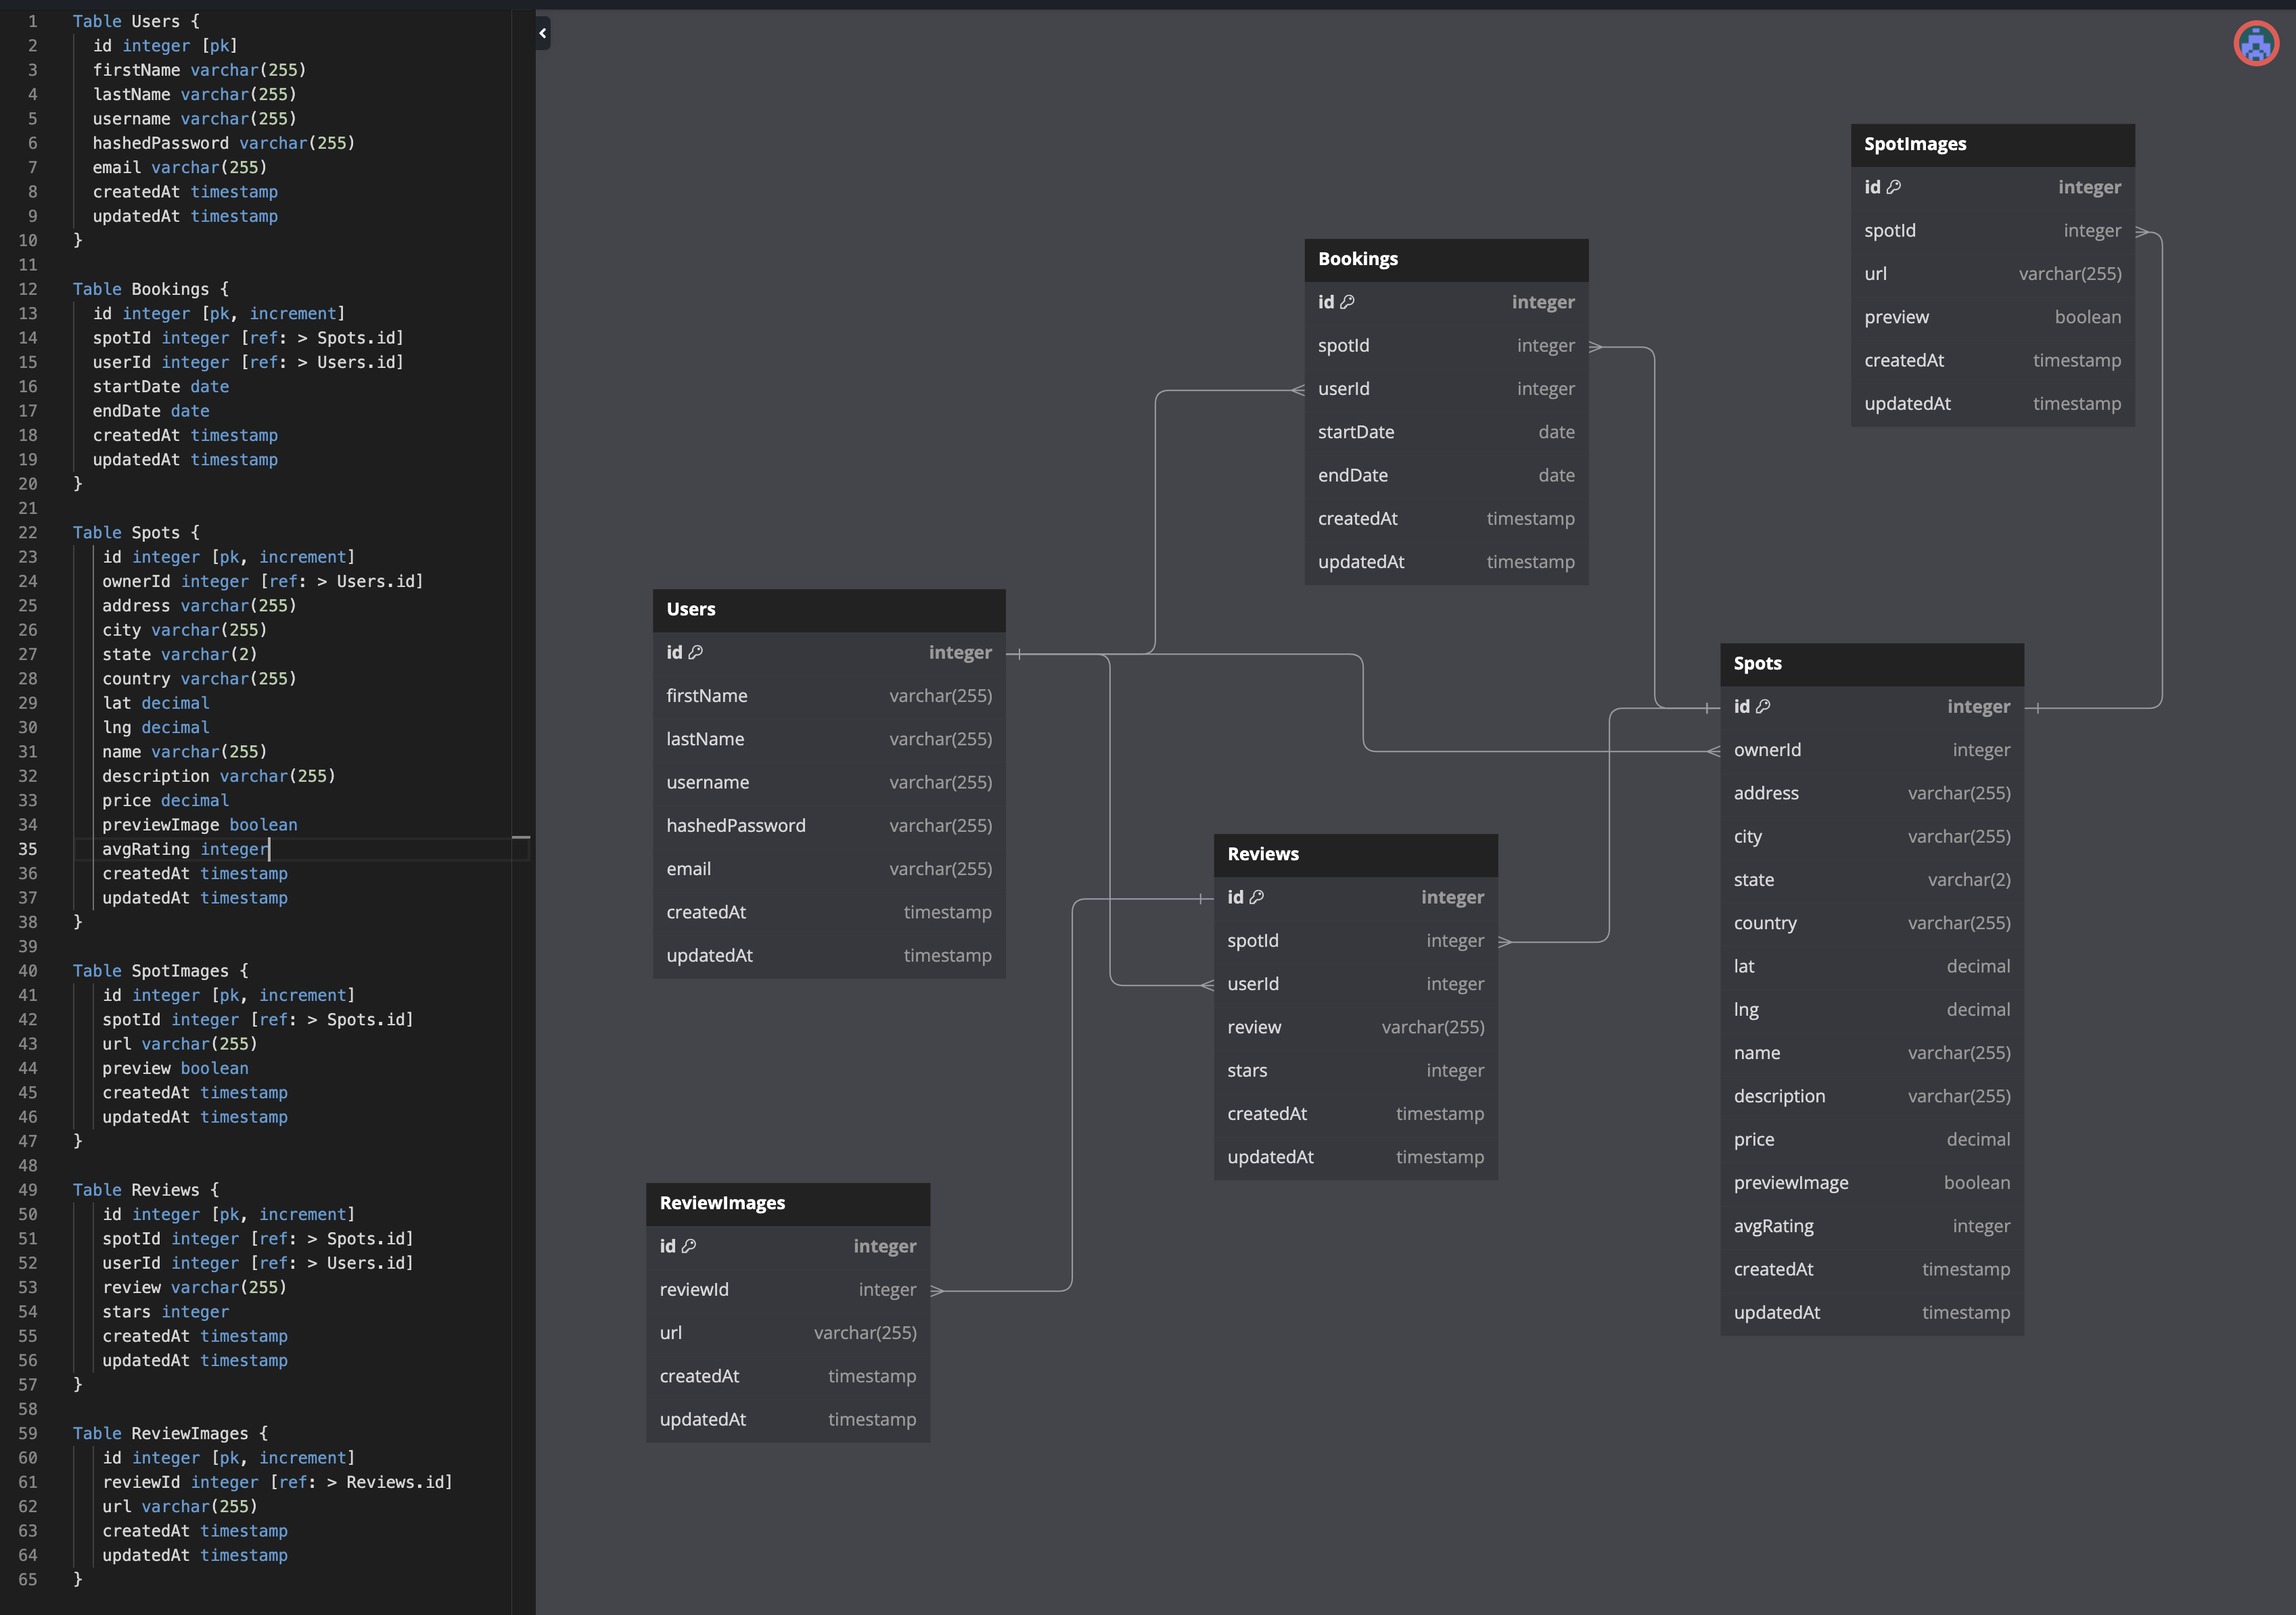 1 Table Users {
2 id integer [pk]
3 firstName varchar(255)
4 lastName varchar(255)
5 username varchar(255)
6 hashedPassword varchar(255)
7 email varchar(255)
8 createdAt timestamp
9 updatedAt timestamp
10 }
11
12 Table Bookings {
13 id integer [pk, increment]
14 spotId integer [ref: > Spots.id]
15 userId integer [ref: > Users.id]
16 startDate date
17 endDate date
18 createdAt timestamp
19 updatedAt timestamp
20 }
21
22 Table Spots {
23 id integer [pk, increment]
24 ownerId integer [ref: > Users.id]
25 address varchar(255)
26 city varchar(255)
27 state varchar(2)
28 country varchar(255)
29 lat decimal
30 lng decimal
31 name varchar(255)
32 description varchar(255)
33 price decimal
34 previewImage boolean
35 avgRating integer
36 createdAt timestamp
37 updatedAt timestamp
38 }
39
40 Table SpotImages {
41 id integer [pk, increment]
42 spotId integer [ref: > Spots.id]
43 url varchar(255)
44 preview boolean
45 createdAt timestamp
46 updatedAt timestamp
47 }
48
49 Table Reviews {
50 id integer [pk, increment]
51 spotId integer [ref: > Spots.id]
52 userId integer [ref: > Users.id]
53 review varchar(255)
54 stars integer
55 createdAt timestamp
56 updatedAt timestamp
57 }
58
59 Table ReviewImages {
60 id integer [pk, increment]
61 reviewId integer [ref: > Reviews.id]
62 url varchar(255)
63 createdAt timestamp
64 updatedAt timestamp
65 }
Users
id integer
firstName varchar(255)
lastName varchar(255)
username varchar(255)
hashedPassword varchar(255)
email varchar(255)
createdAt timestamp
updatedAt timestamp
ReviewImages
id integer
reviewId integer
url varchar(255)
createdAt timestamp
updatedAt timestamp
Bookings
id integer
spotId integer
userId integer
startDate date
endDate date
createdAt timestamp
updatedAt timestamp
Reviews
id integer
spotId integer
userId integer
review varchar(255)
stars integer
createdAt timestamp
updatedAt timestamp
SpotImages
id integer
spotId integer
url varchar(255)
preview boolean
createdAt timestamp
updatedAt timestamp
Spots
id integer
ownerId integer
address varchar(255)
city varchar(255)
state varchar(2)
country varchar(255)
lat decimal
lng decimal
name varchar(255)
description varchar(255)
price decimal
previewImage boolean
avgRating integer
createdAt timestamp
updatedAt timestamp